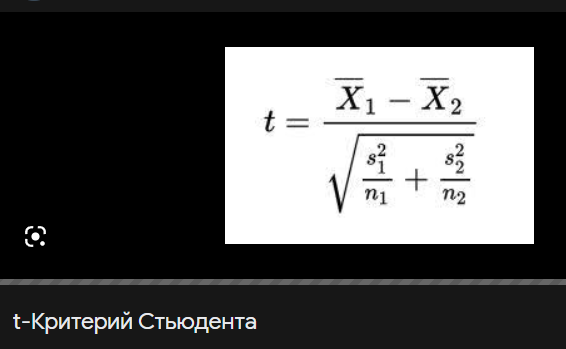 t = (X̄₁ − X̄₂) / √(s₁²/n₁ + s₂²/n₂)
t-Критерий Стьюдента